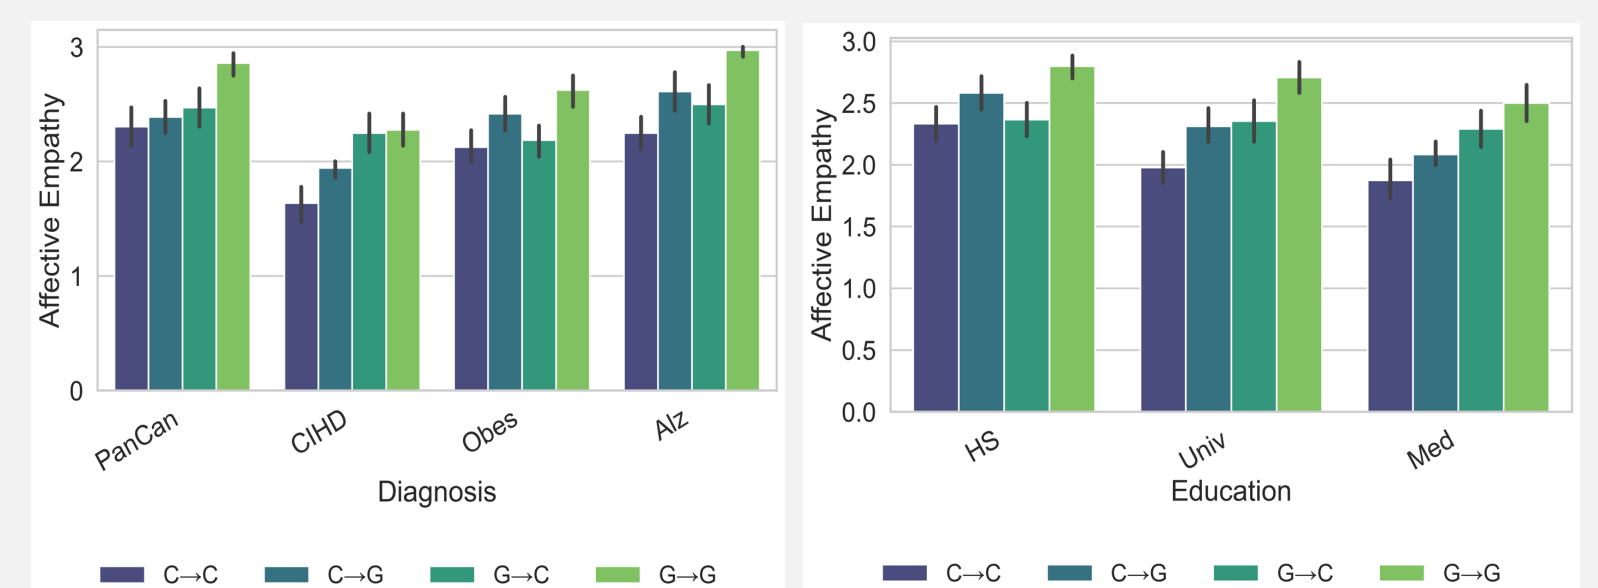 3
2
1
0
Affective Empathy
PanCan
CIHD
Obes
Alz
Diagnosis
C→C
C→G
G→C
G→G
3.0
2.5
2.0
1.5
1.0
0.5
0.0
Affective Empathy
HS
Univ
Med
Education
C→C
C→G
G→C
G→G